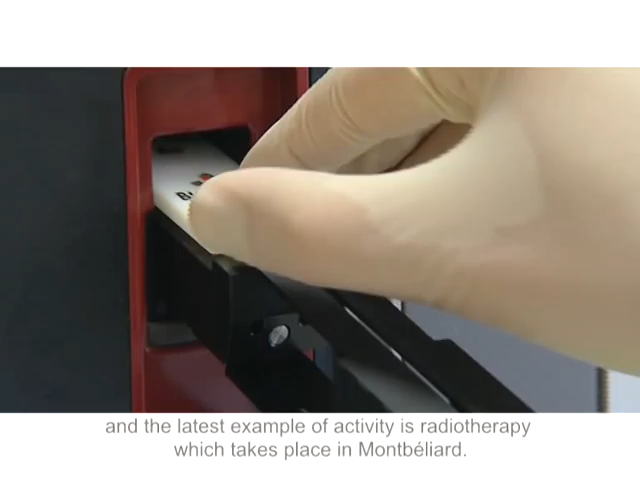 and the latest example of activity is radiotherapy
which takes place in Montbéliard.